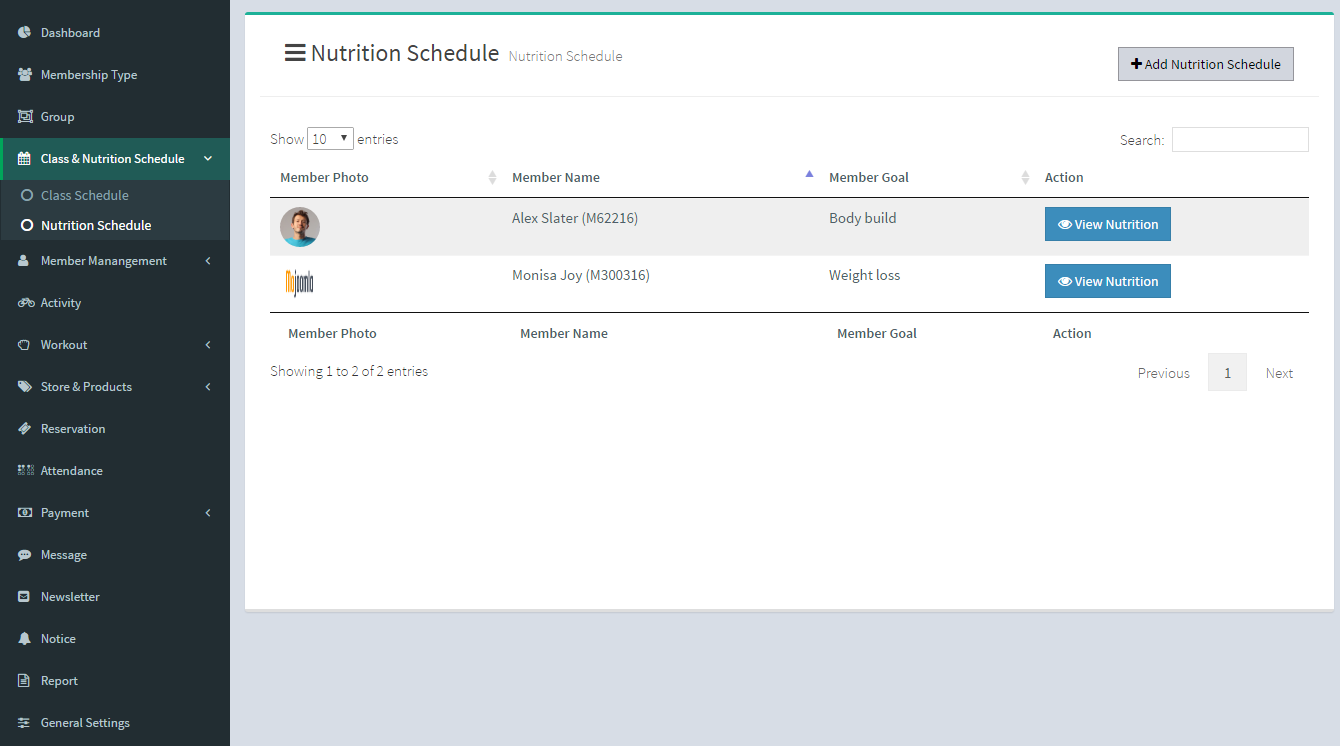 Dashboard
Membership Type
Group
Class & Nutrition Schedule
Class Schedule
Nutrition Schedule
Member Manangement
Activity
Workout
Store & Products
Reservation
Attendance
Payment
Message
Newsletter
Notice
Report
General Settings
Nutrition Schedule Nutrition Schedule
Add Nutrition Schedule
Show 10 entries
Search:
Member Photo Member Name Member Goal Action
Alex Slater (M62216) Body build View Nutrition
Mojoomla Monisa Joy (M300316) Weight loss View Nutrition
Member Photo Member Name Member Goal Action
Showing 1 to 2 of 2 entries
Previous 1 Next